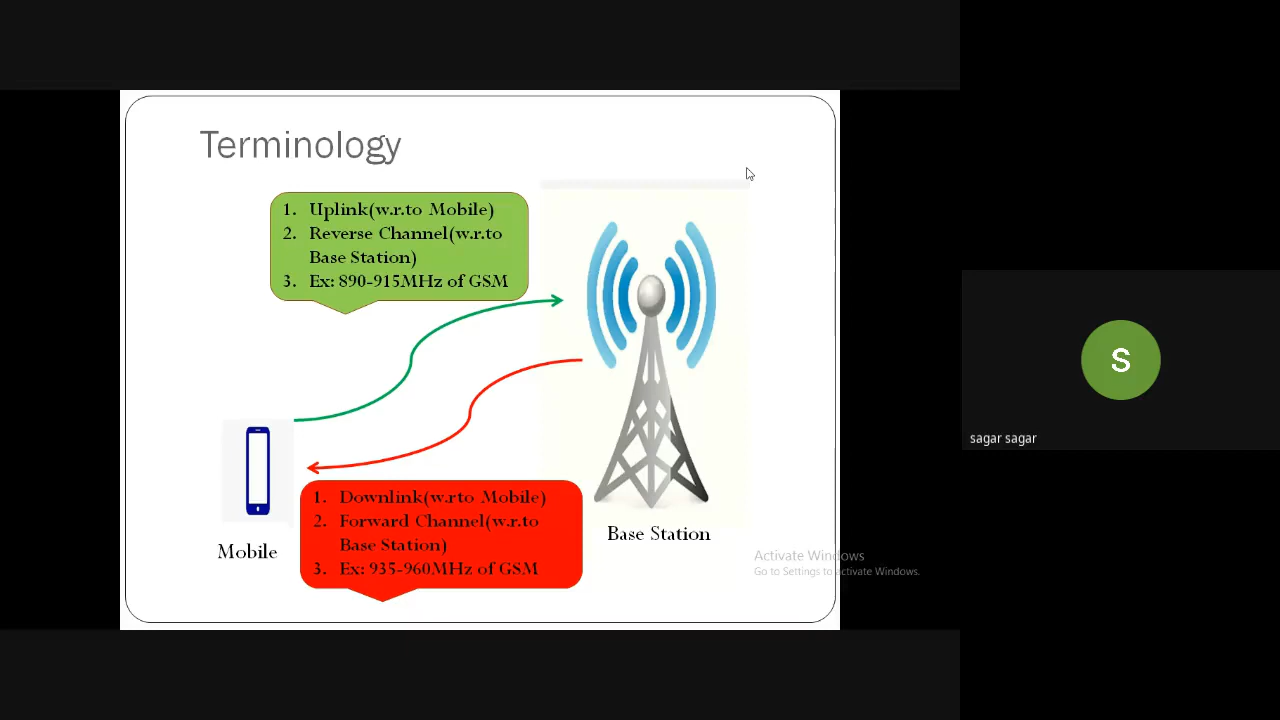 Terminology
1. Uplink(w.r.to Mobile)
2. Reverse Channel(w.r.to
Base Station)
3. Ex: 890-915MHz of GSM
1. Downlink(w.rto Mobile)
2. Forward Channel(w.r.to
Base Station)
3. Ex: 935-960MHz of GSM
Mobile
Base Station
Activate Windows
Go to Settings to activate Windows.
S
sagar sagar